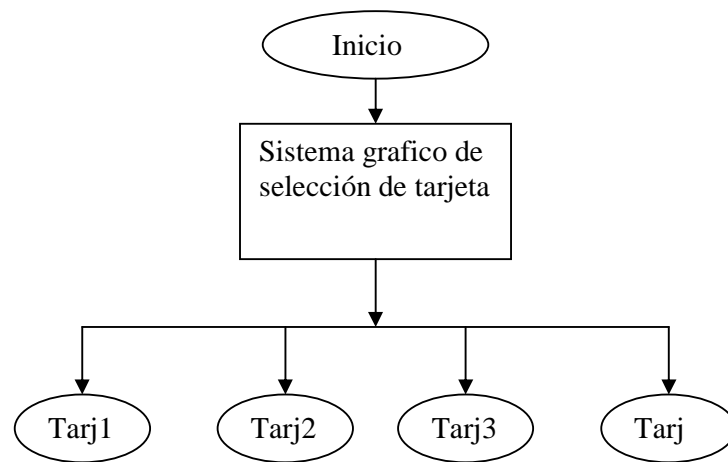 Inicio
Sistema grafico de
selección de tarjeta
Tarj1
Tarj2
Tarj3
Tarj